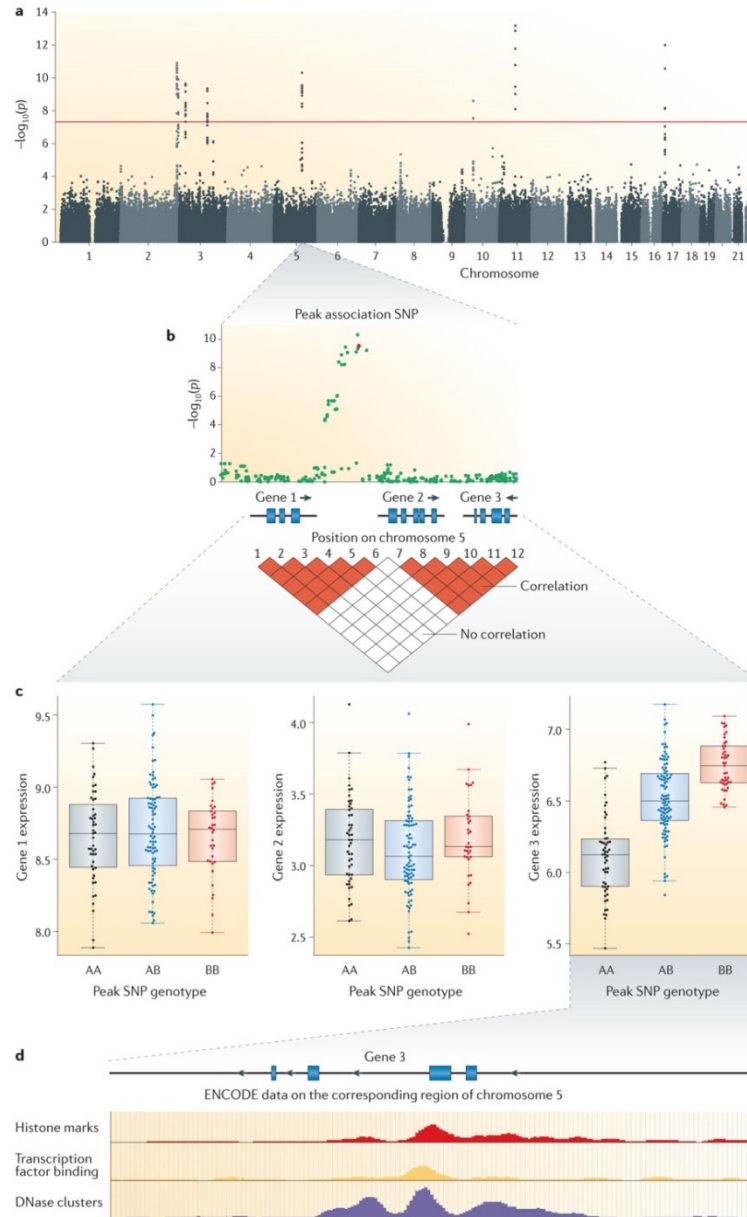 a
14
12
10
8
6
4
2
0
–log10(p)
1 2 3 4 5 6 7 8 9 10 11 12 13 14 15 16 17 18 19 21
Chromosome
Peak association SNP
b
10
8
6
4
2
0
–log10(p)
Gene 1 Gene 2 Gene 3
Position on chromosome 5
1 2 3 4 5 6 7 8 9 10 11 12
Correlation
No correlation
c
9.5
9.0
8.5
8.0
Gene 1 expression
AA AB BB
Peak SNP genotype
4.0
3.5
3.0
2.5
Gene 2 expression
AA AB BB
Peak SNP genotype
7.0
6.5
6.0
5.5
Gene 3 expression
AA AB BB
Peak SNP genotype
d
Gene 3
ENCODE data on the corresponding region of chromosome 5
Histone marks
Transcription
factor binding
DNase clusters